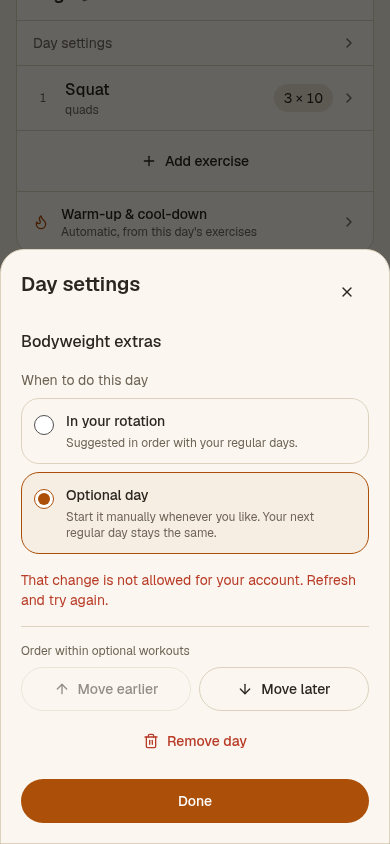 Day settings
1
Squat
quads
3 × 10
Add exercise
Warm-up & cool-down
Automatic, from this day's exercises
Day settings
Bodyweight extras
When to do this day
In your rotation
Suggested in order with your regular days.
Optional day
Start it manually whenever you like. Your next
regular day stays the same.
That change is not allowed for your account. Refresh
and try again.
Order within optional workouts
Move earlier
Move later
Remove day
Done